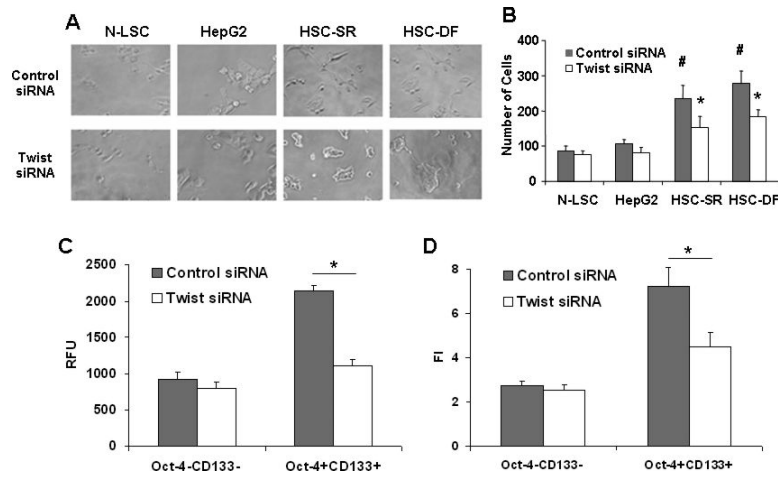 A
N-LSC HepG2 HSC-SR HSC-DF
Control siRNA
Twist siRNA
B
Number of Cells
400
300
200
100
0
Control siRNA
Twist siRNA
#
*
#
*
N-LSC HepG2 HSC-SR HSC-DF
C
RFU
2500
2000
1500
1000
500
0
Control siRNA
Twist siRNA
*
Oct-4-CD133- Oct-4+CD133+
D
FI
8
6
4
2
0
Control siRNA
Twist siRNA
*
Oct-4-CD133- Oct-4+CD133+